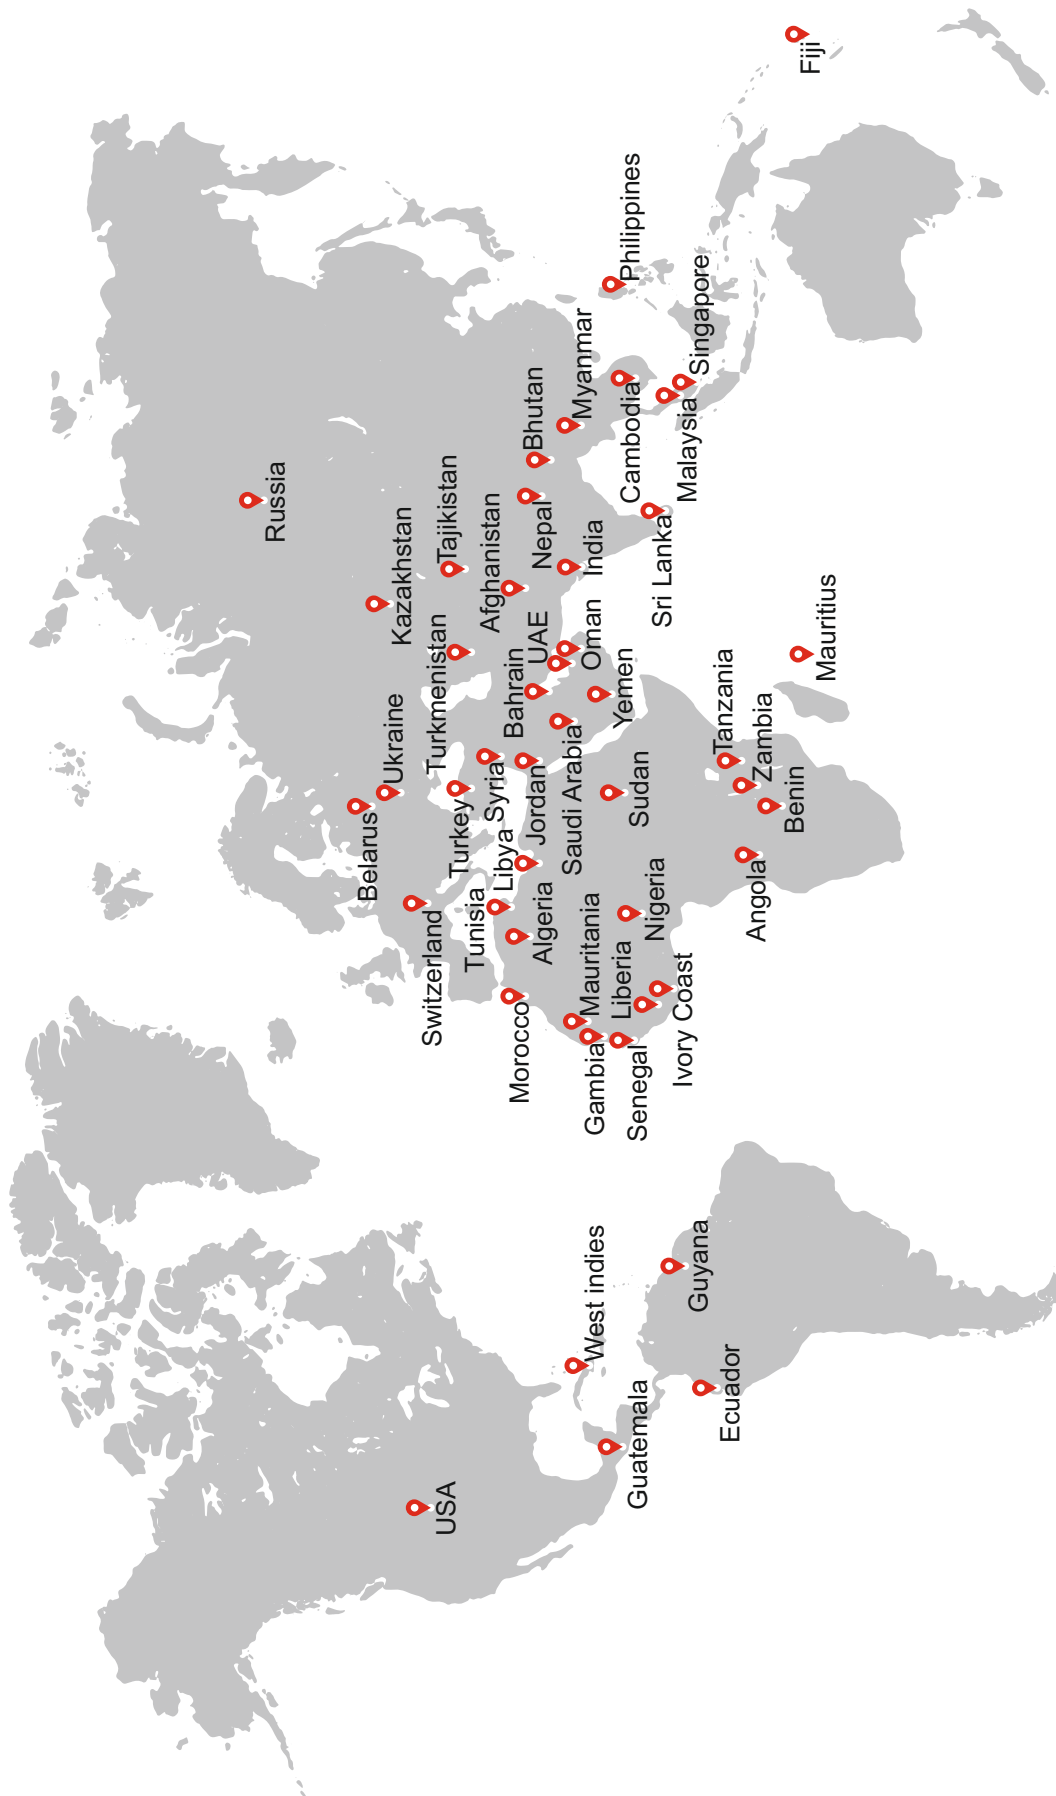 Russia
Kazakhstan
Belarus
Ukraine
Switzerland
USA
Turkmenistan
Tajikistan
Turkey
Tunisia
Syria
Libya
Afghanistan
Morocco
Algeria
Jordan
Bahrain
UAE
Nepal
Bhutan
Saudi Arabia
Oman
India
Myanmar
West indies
Gambia
Mauritania
Yemen
Cambodia
Philippines
Guatemala
Senegal
Liberia
Nigeria
Sudan
Sri Lanka
Malaysia
Singapore
Ivory Coast
Guyana
Ecuador
Angola
Tanzania
Zambia
Benin
Mauritius
Fiji